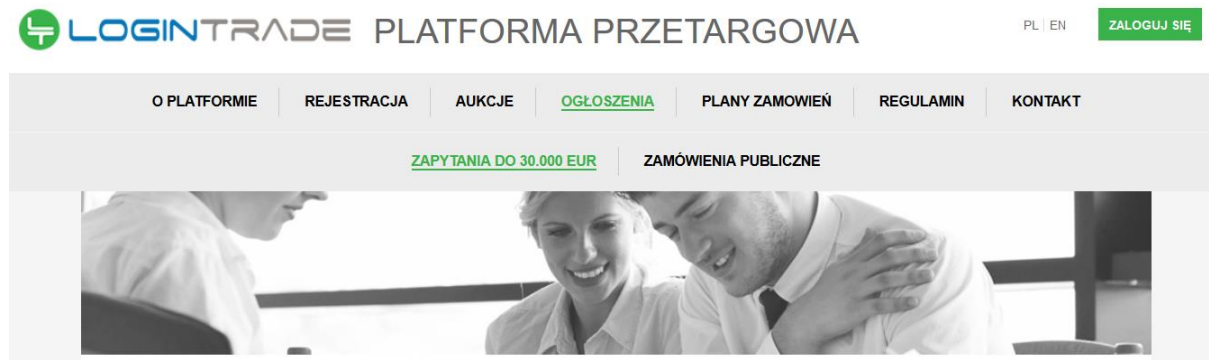 LOGINTRADE PLATFORMA PRZETARGOWA PL | EN ZALOGUJ SIĘ
O PLATFORMIE REJESTRACJA AUKCJE OGŁOSZENIA PLANY ZAMOWIEŃ REGULAMIN KONTAKT
ZAPYTANIA DO 30.000 EUR ZAMÓWIENIA PUBLICZNE